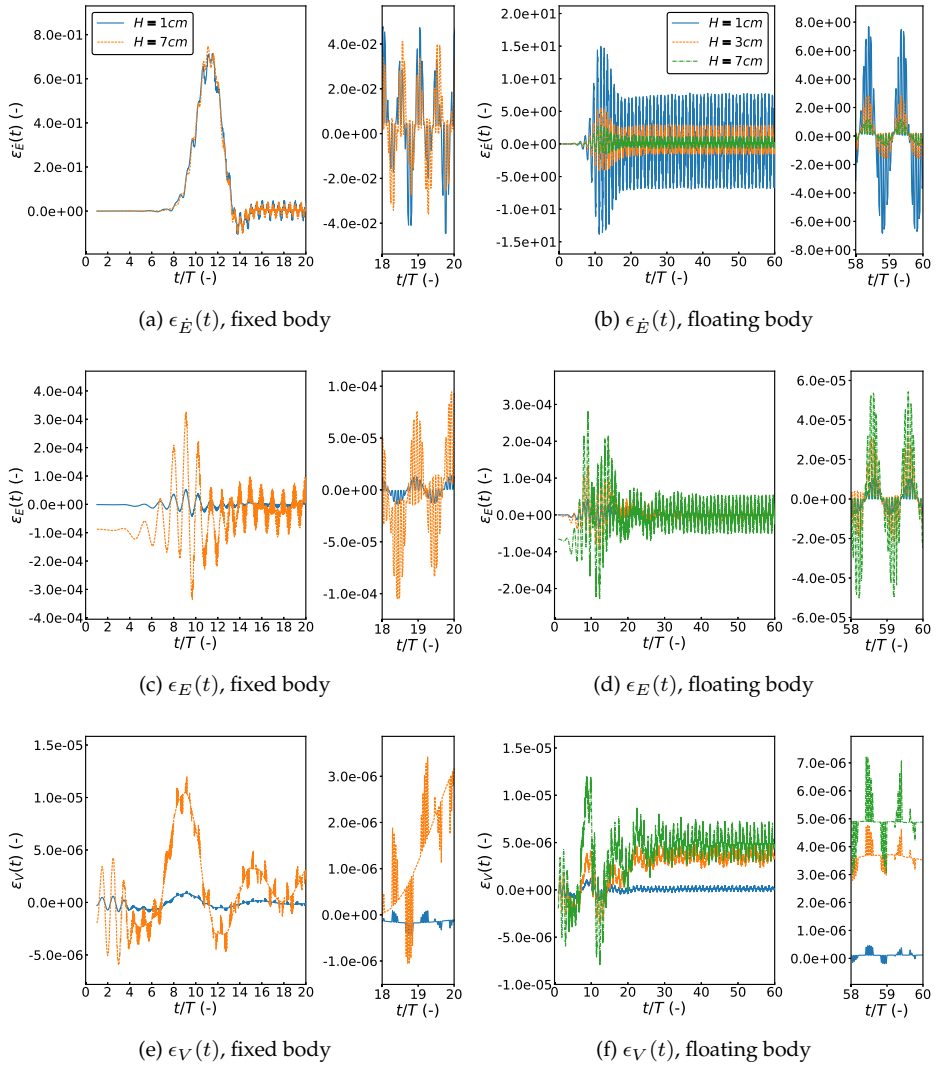 H = 1cm
H = 7cm
8.0e-01
6.0e-01
4.0e-01
2.0e-01
0.0e+00
ε_Ė(t) (-)
0 2 4 6 8 10 12 14 16 18 20
t/T (-)
4.0e-02
2.0e-02
0.0e+00
-2.0e-02
-4.0e-02
18 19 20
t/T (-)
(a) ϵ_Ė(t), fixed body
H = 1cm
H = 3cm
H = 7cm
2.0e+01
1.5e+01
1.0e+01
5.0e+00
0.0e+00
-5.0e+00
-1.0e+01
-1.5e+01
ε_Ė(t) (-)
0 10 20 30 40 50 60
t/T (-)
8.0e+00
6.0e+00
4.0e+00
2.0e+00
0.0e+00
-2.0e+00
-4.0e+00
-6.0e+00
-8.0e+00
58 59 60
t/T (-)
(b) ϵ_Ė(t), floating body
4.0e-04
3.0e-04
2.0e-04
1.0e-04
0.0e+00
-1.0e-04
-2.0e-04
-3.0e-04
-4.0e-04
ε_E(t) (-)
0 2 4 6 8 10 12 14 16 18 20
t/T (-)
1.0e-04
5.0e-05
0.0e+00
-5.0e-05
-1.0e-04
18 19 20
t/T (-)
(c) ϵ_E(t), fixed body
3.0e-04
2.0e-04
1.0e-04
0.0e+00
-1.0e-04
-2.0e-04
ε_E(t) (-)
0 10 20 30 40 50 60
t/T (-)
6.0e-05
4.0e-05
2.0e-05
0.0e+00
-2.0e-05
-4.0e-05
-6.0e-05
58 59 60
t/T (-)
(d) ϵ_E(t), floating body
1.5e-05
1.0e-05
5.0e-06
0.0e+00
-5.0e-06
ε_V(t) (-)
0 2 4 6 8 10 12 14 16 18 20
t/T (-)
3.0e-06
2.0e-06
1.0e-06
0.0e+00
-1.0e-06
18 19 20
t/T (-)
(e) ϵ_V(t), fixed body
1.5e-05
1.0e-05
5.0e-06
0.0e+00
-5.0e-06
-1.0e-05
ε_V(t) (-)
0 10 20 30 40 50 60
t/T (-)
7.0e-06
6.0e-06
5.0e-06
4.0e-06
3.0e-06
2.0e-06
1.0e-06
0.0e+00
58 59 60
t/T (-)
(f) ϵ_V(t), floating body